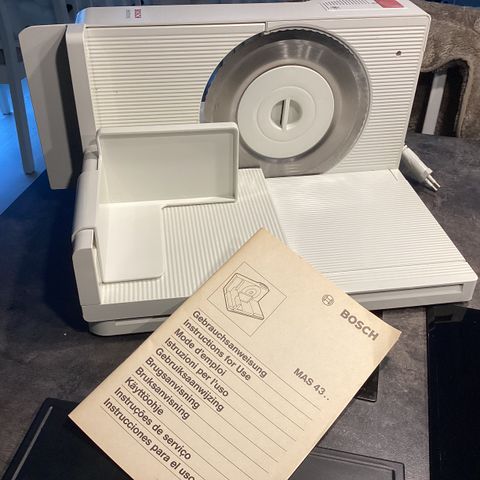 BOSCH
MAS 43..
Gebrauchsanweisung
Instructions for Use
Mode d'emploi
Istruzioni per l'uso
Gebruiksaanwijzing
Brugsanvisning
Bruksanvisning
Käyttöohje
Instruções de serviço
Instrucciones para el uso